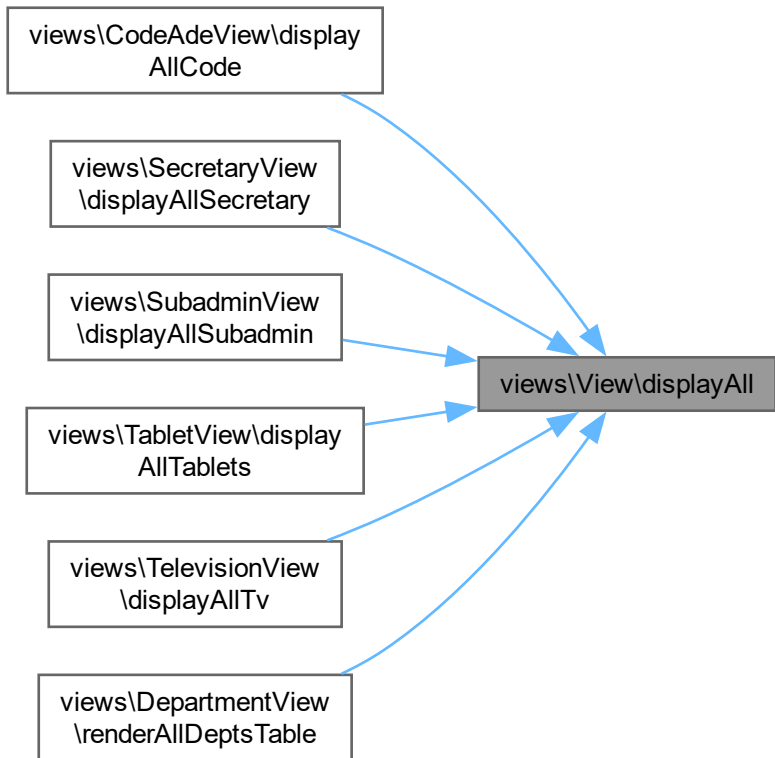 views\CodeAdeView\display
AllCode
views\SecretaryView
\displayAllSecretary
views\SubadminView
\displayAllSubadmin
views\View\displayAll
views\TabletView\display
AllTablets
views\TelevisionView
\displayAllTv
views\DepartmentView
\renderAllDeptsTable